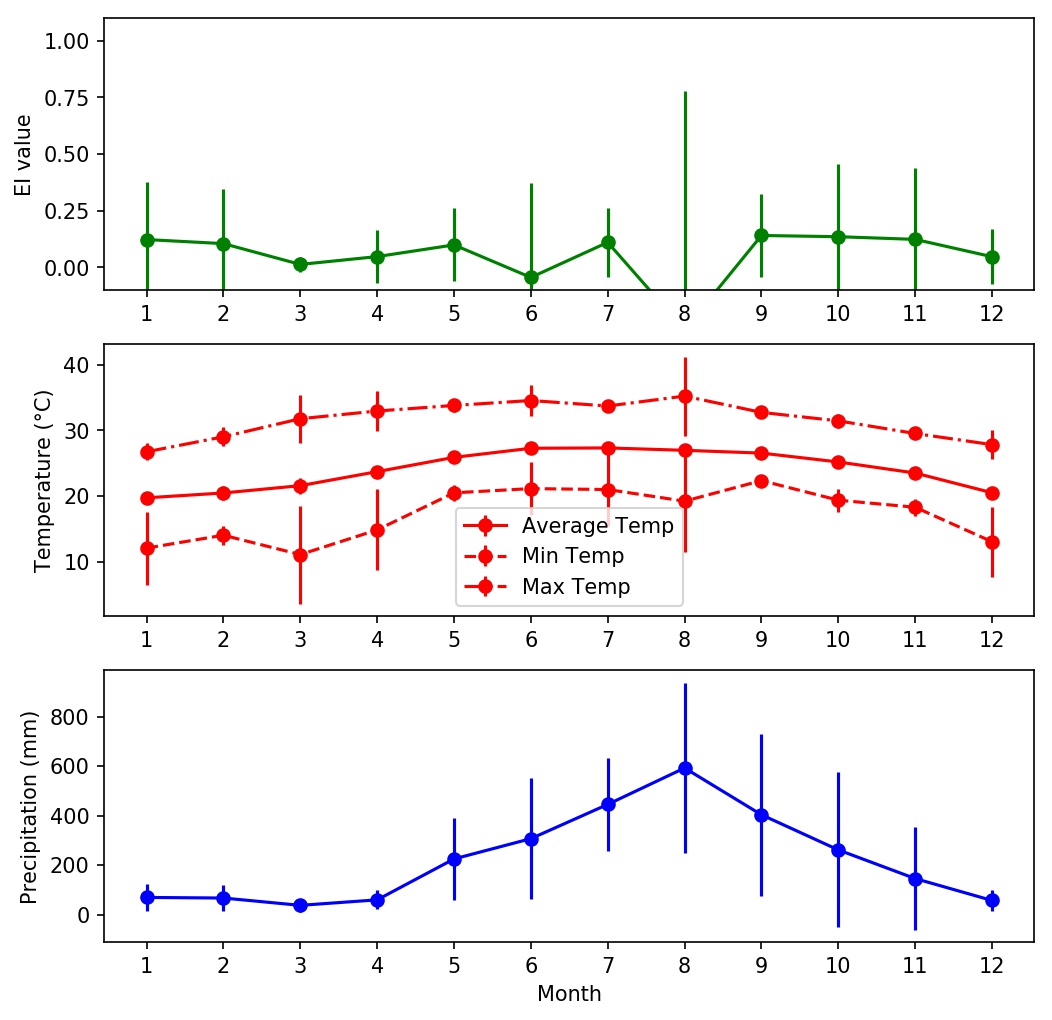 1.00
0.75
0.50
0.25
0.00
EI value
1 2 3 4 5 6 7 8 9 10 11 12
40
30
20
10
Temperature (°C)
Average Temp
Min Temp
Max Temp
1 2 3 4 5 6 7 8 9 10 11 12
800
600
400
200
0
Precipitation (mm)
1 2 3 4 5 6 7 8 9 10 11 12
Month